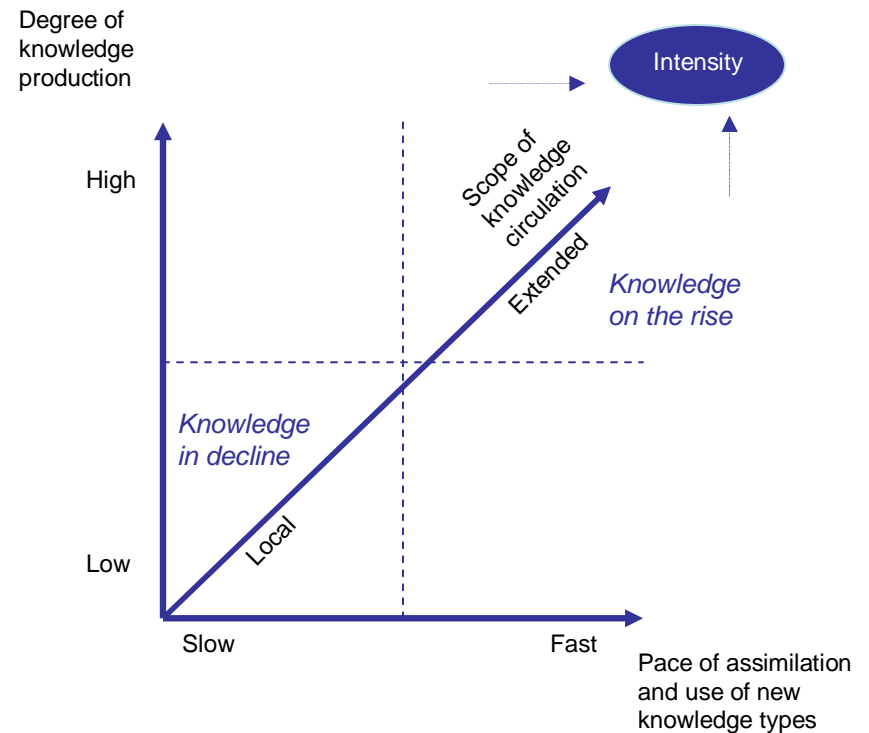 Degree of
knowledge
production
Intensity
High
Scope of
knowledge
circulation
Extended
Knowledge
on the rise
Knowledge
in decline
Local
Low
Slow
Fast
Pace of assimilation
and use of new
knowledge types